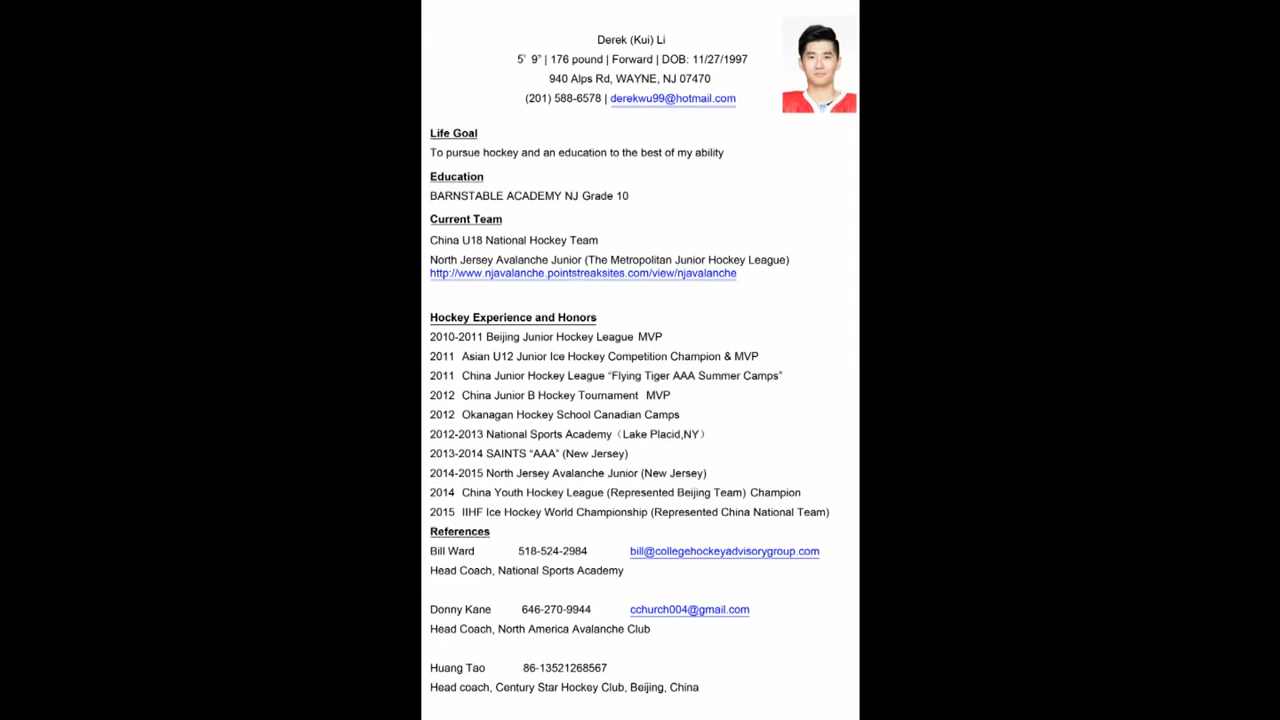 Derek (Kui) Li
5' 9" | 176 pound | Forward | DOB: 11/27/1997
940 Alps Rd, WAYNE, NJ 07470
(201) 588-6578 | derekwu99@hotmail.com
Life Goal
To pursue hockey and an education to the best of my ability
Education
BARNSTABLE ACADEMY NJ Grade 10
Current Team
China U18 National Hockey Team
North Jersey Avalanche Junior (The Metropolitan Junior Hockey League)
http://www.njavalanche.pointstreaksites.com/view/njavalanche
Hockey Experience and Honors
2010-2011 Beijing Junior Hockey League MVP
2011 Asian U12 Junior Ice Hockey Competition Champion & MVP
2011 China Junior Hockey League “Flying Tiger AAA Summer Camps”
2012 China Junior B Hockey Tournament MVP
2012 Okanagan Hockey School Canadian Camps
2012-2013 National Sports Academy（Lake Placid,NY）
2013-2014 SAINTS “AAA” (New Jersey)
2014-2015 North Jersey Avalanche Junior (New Jersey)
2014 China Youth Hockey League (Represented Beijing Team) Champion
2015 IIHF Ice Hockey World Championship (Represented China National Team)
References
Bill Ward 518-524-2984 bill@collegehockeyadvisorygroup.com
Head Coach, National Sports Academy
Donny Kane 646-270-9944 cchurch004@gmail.com
Head Coach, North America Avalanche Club
Huang Tao 86-13521268567
Head coach, Century Star Hockey Club, Beijing, China